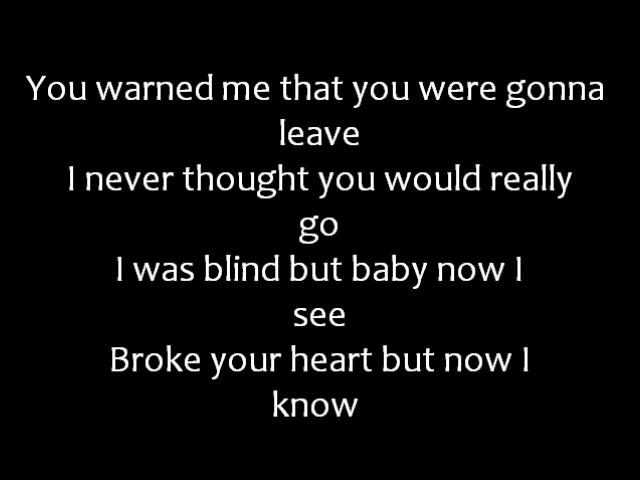 You warned me that you were gonna
leave
I never thought you would really
go
I was blind but baby now I
see
Broke your heart but now I
know